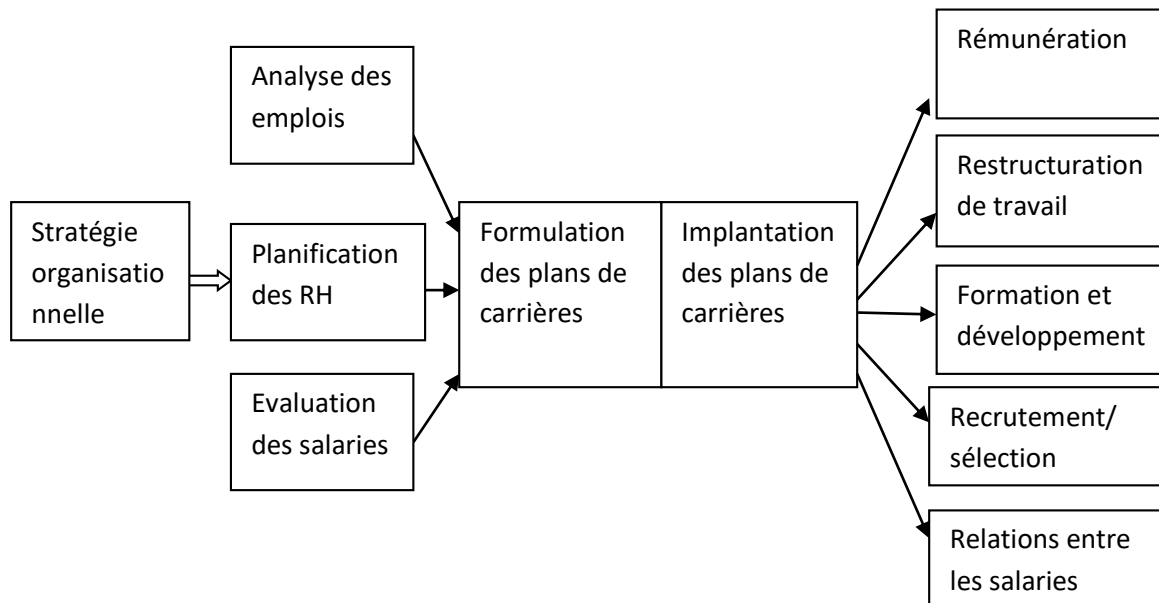 Stratégie
organisatio
nnelle
Analyse des
emplois
Planification
des RH
Evaluation
des salaries
Formulation
des plans de
carrières
Implantation
des plans de
carrières
Rémunération
Restructuration
de travail
Formation et
développement
Recrutement/
sélection
Relations entre
les salaries